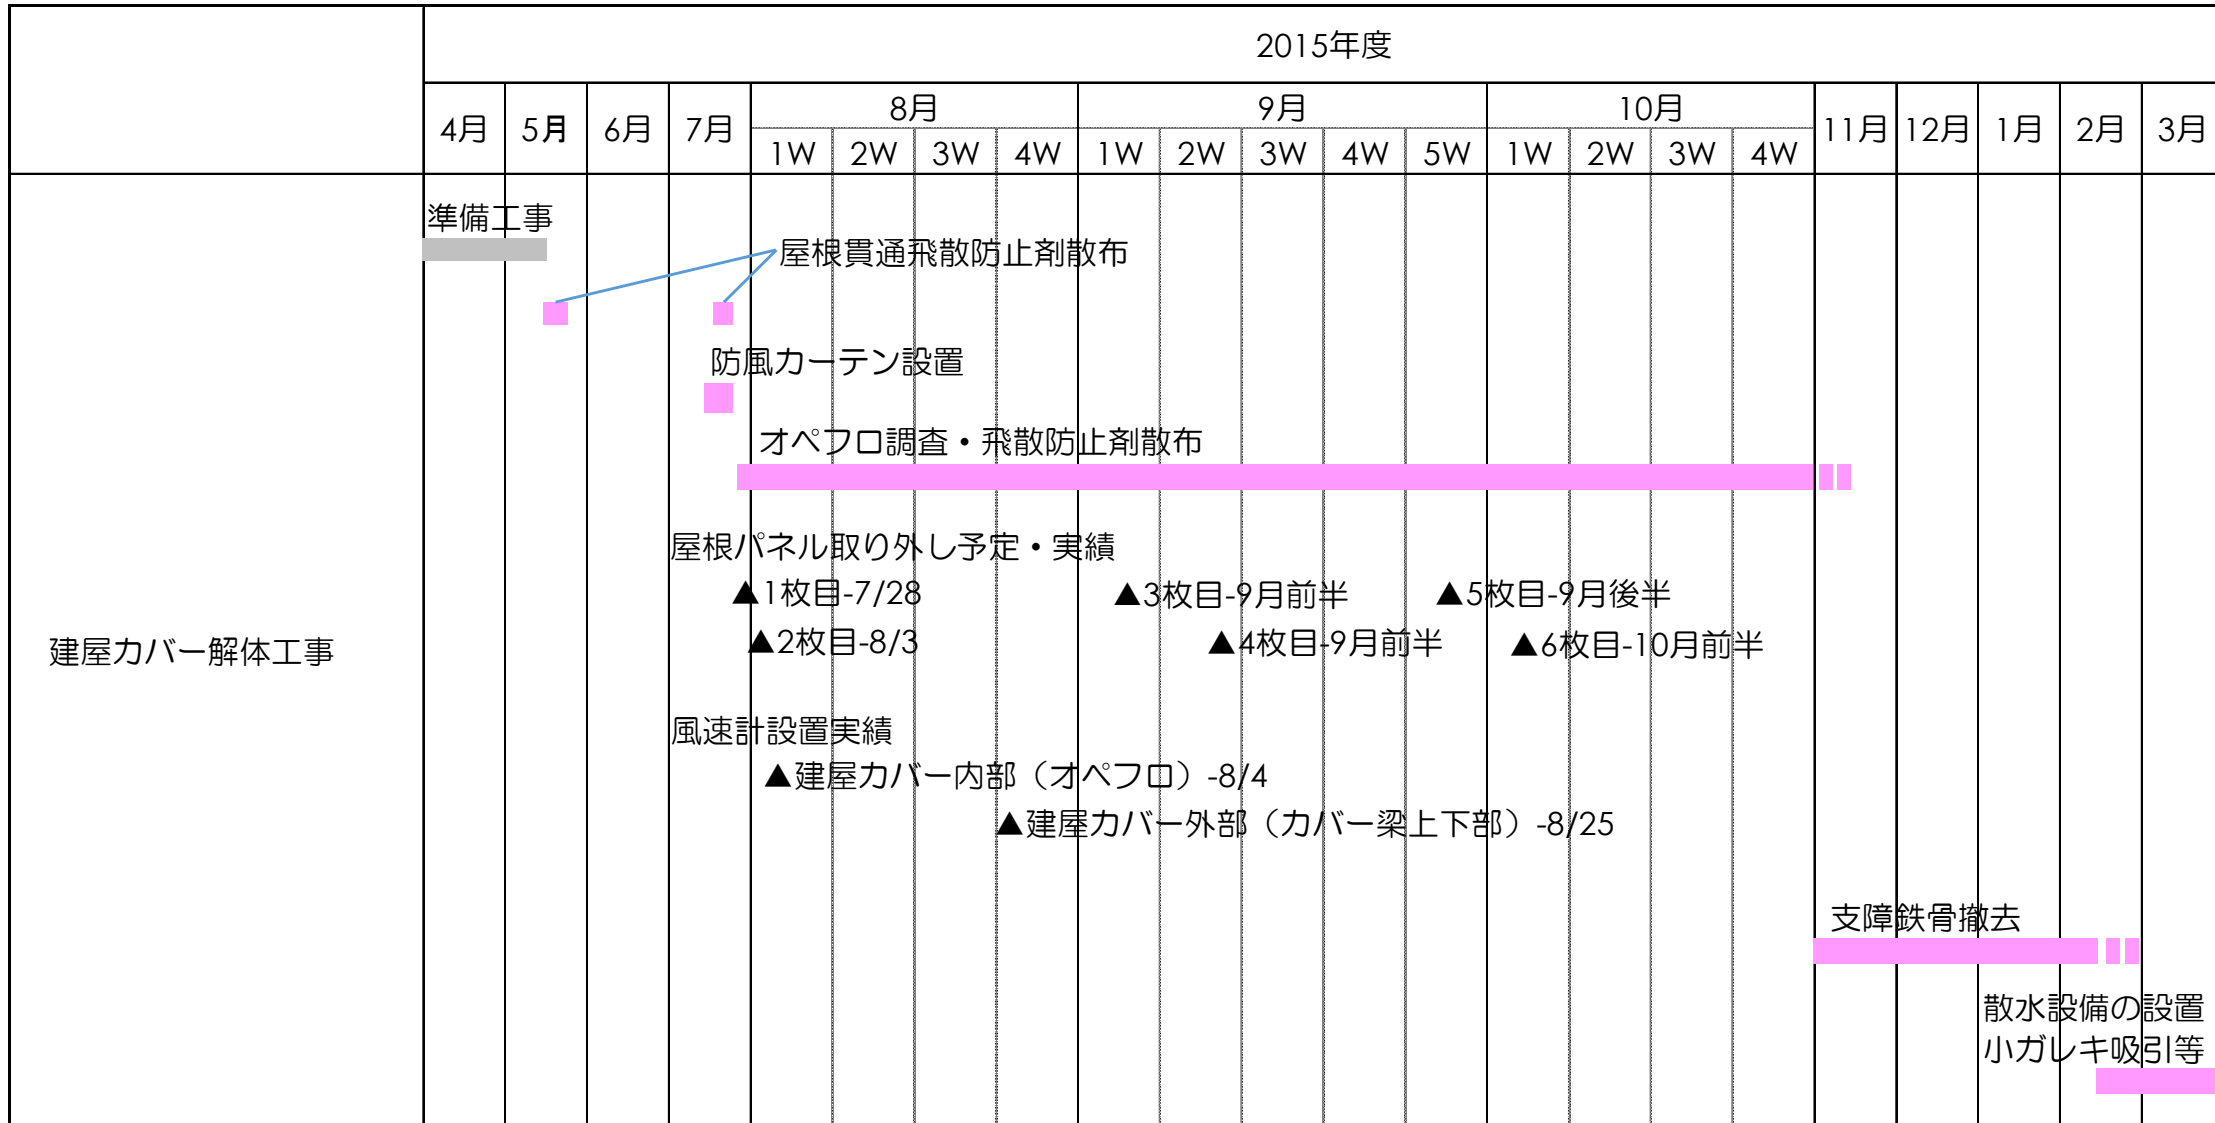 2015年度
4月 5月 6月 7月 8月 9月 10月 11月 12月 1月 2月 3月
1W 2W 3W 4W 1W 2W 3W 4W 5W 1W 2W 3W 4W
準備工事
屋根貫通飛散防止剤散布
防風カーテン設置
オペフロ調査・飛散防止剤散布
屋根パネル取り外し予定・実績
▲1枚目-7/28 ▲3枚目-9月前半 ▲5枚目-9月後半
▲2枚目-8/3 ▲4枚目-9月前半 ▲6枚目-10月前半
建屋カバー解体工事
風速計設置実績
▲建屋カバー内部（オペフロ）-8/4
▲建屋カバー外部（カバー梁上下部）-8/25
支障鉄骨撤去
散水設備の設置
小ガレキ吸引等